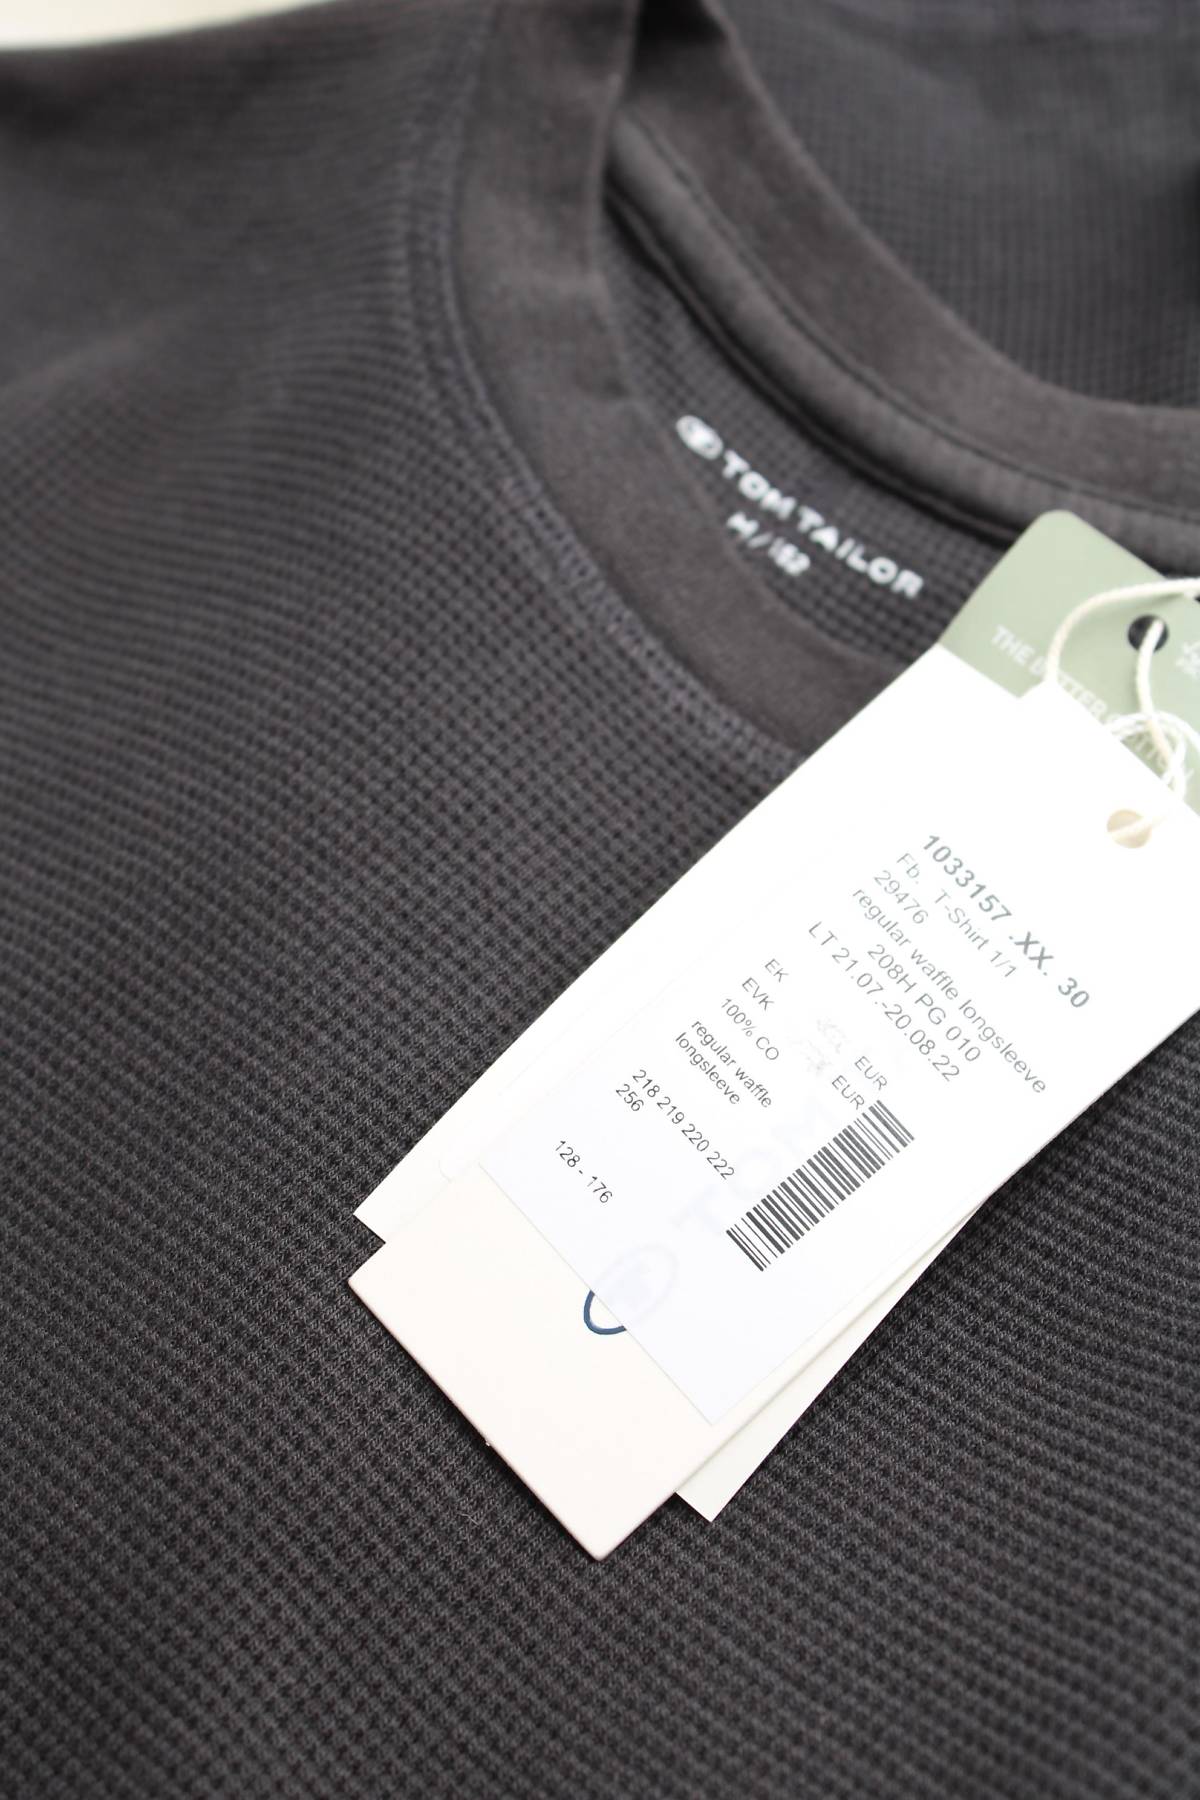 TOM TAILOR
M/152
THE BETTER
1033157.XX. 30
Fb. T-Shirt 1/1
29476
regular waffle longsleeve
208H PG 010
LT 21.07.-20.08.22
EK EUR
EVK EUR
100% CO
regular waffle
longsleeve
218 219 220 222
256
128 - 176